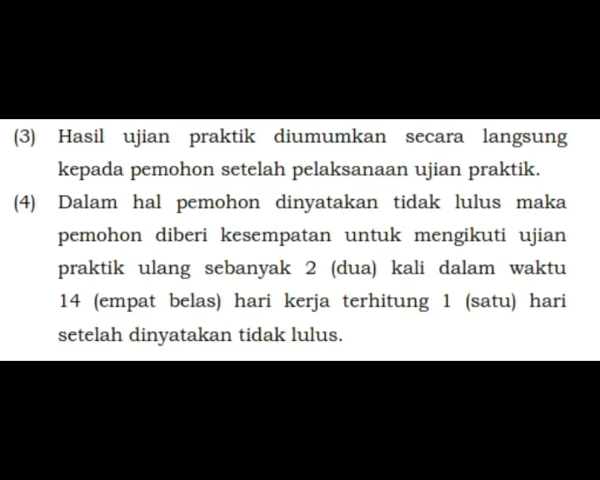 (3) Hasil ujian praktik diumumkan secara langsung
kepada pemohon setelah pelaksanaan ujian praktik.
(4) Dalam hal pemohon dinyatakan tidak lulus maka
pemohon diberi kesempatan untuk mengikuti ujian
praktik ulang sebanyak 2 (dua) kali dalam waktu
14 (empat belas) hari kerja terhitung 1 (satu) hari
setelah dinyatakan tidak lulus.